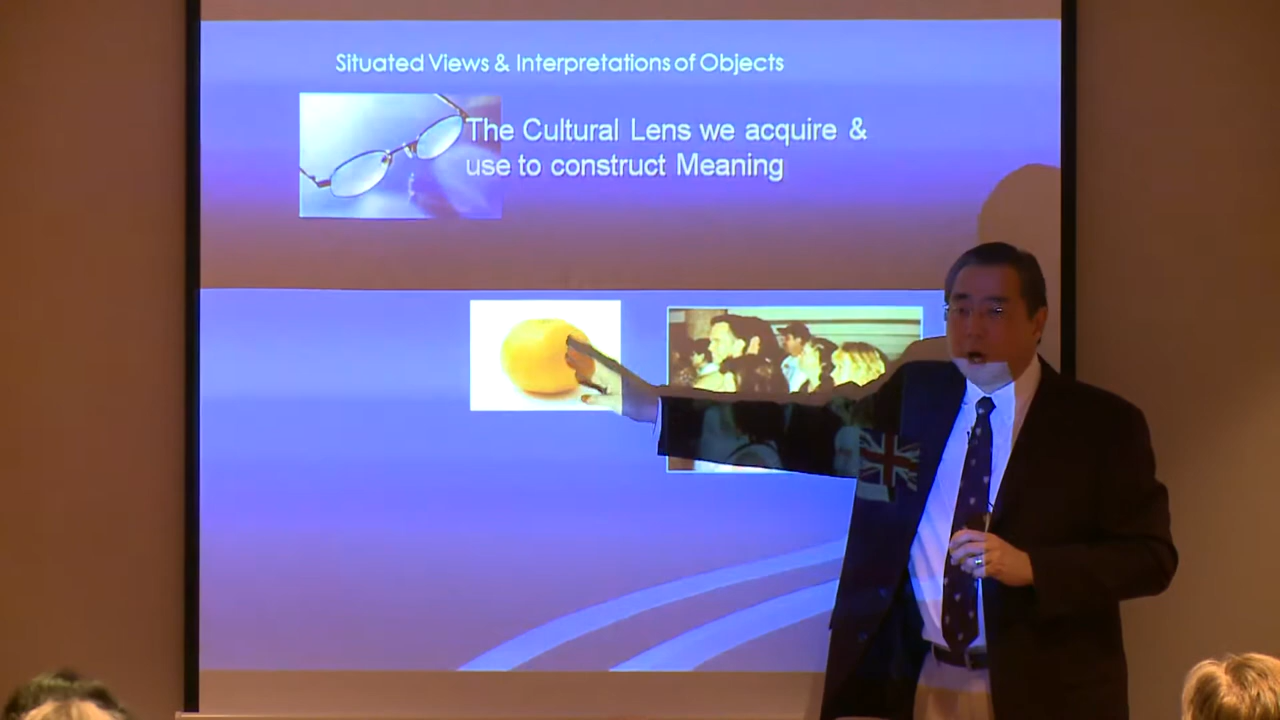 Situated Views & Interpretations of Objects
The Cultural Lens we acquire &
use to construct Meaning